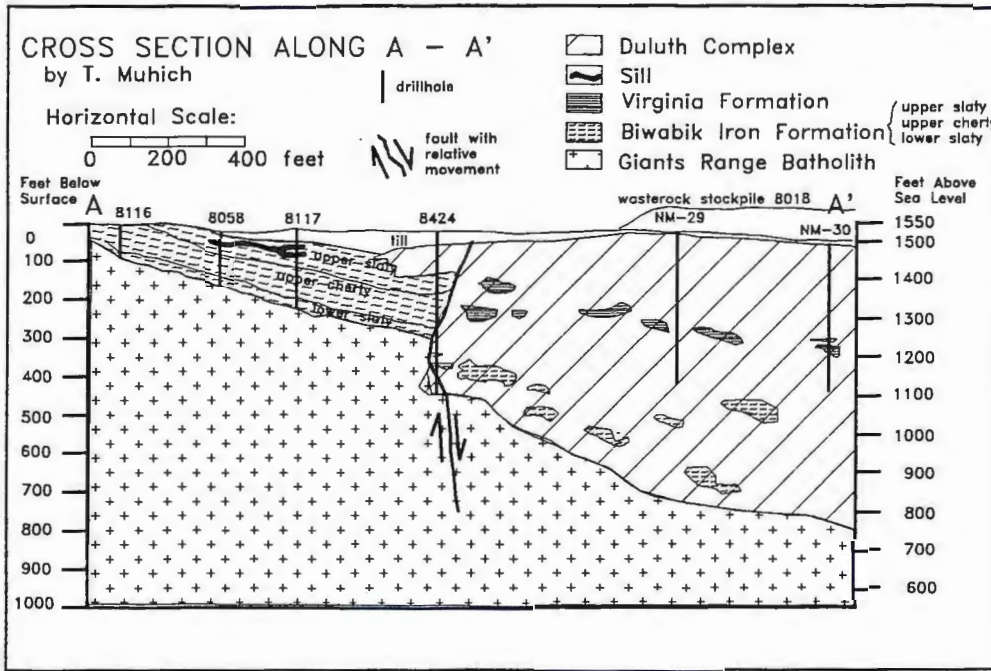 CROSS SECTION ALONG A - A'
by T. Muhich
drillhole
Horizontal Scale:
0 200 400 feet
fault with
relative
movement
Duluth Complex
Sill
Virginia Formation
Biwabik Iron Formation
upper slaty
upper cherty
lower slaty
Giants Range Batholith
Feet Below
Surface
A
8116
8058
8117
8424
wasterock stockpile 8018
A'
NM-29
NM-30
Feet Above
Sea Level
till
upper slaty
upper cherty
lower slaty
0
100
200
300
400
500
600
700
800
900
1000
1550
1500
1400
1300
1200
1100
1000
900
800
700
600